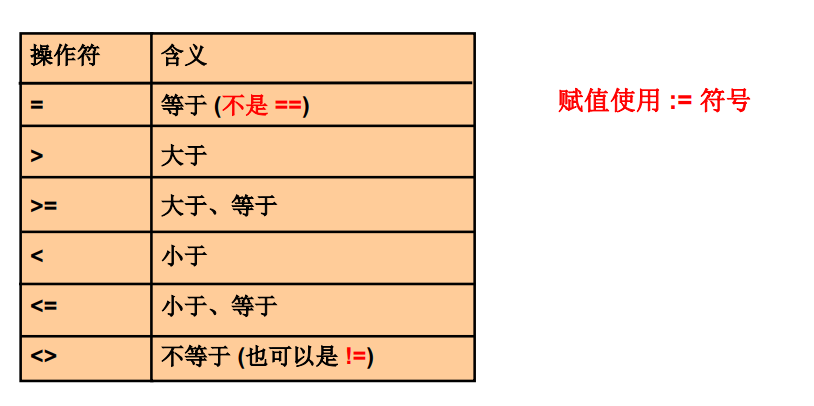 操作符 含义
= 等于 (不是 ==)
赋值使用 := 符号
> 大于
>= 大于、等于
< 小于
<= 小于、等于
<> 不等于 (也可以是 !=)